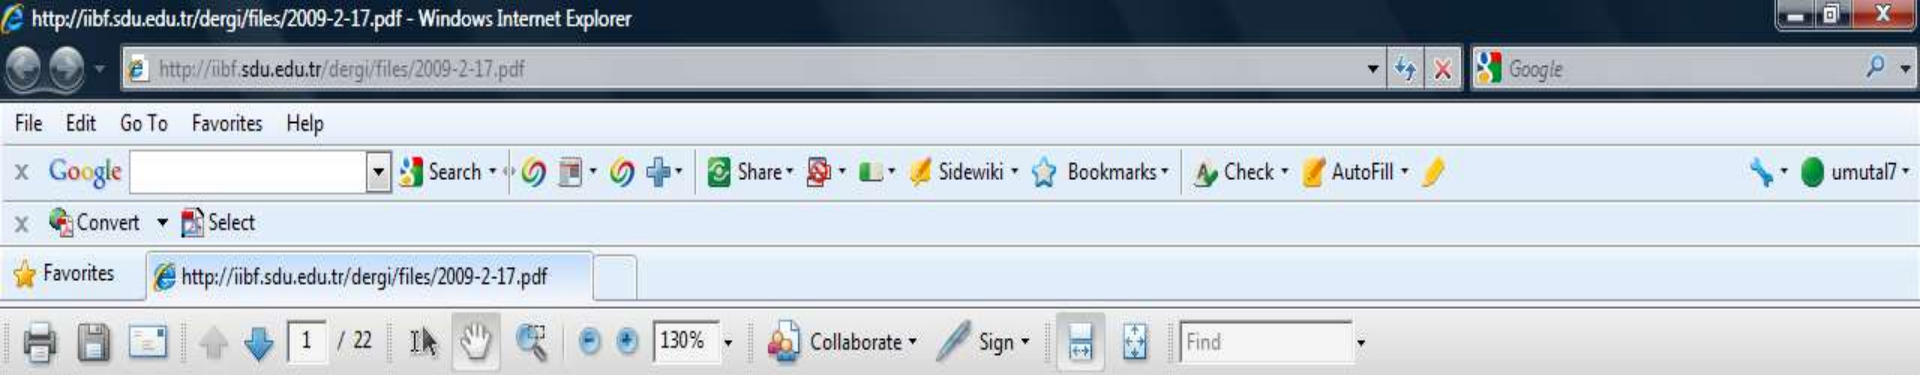 http://iibf.sdu.edu.tr/dergi/files/2009-2-17.pdf - Windows Internet Explorer
http://iibf.sdu.edu.tr/dergi/files/2009-2-17.pdf Google
File Edit Go To Favorites Help
x Google Search Share Sidewiki Bookmarks Check AutoFill umutal7
x Convert Select
Favorites http://iibf.sdu.edu.tr/dergi/files/2009-2-17.pdf
1 / 22 130% Collaborate Sign Find